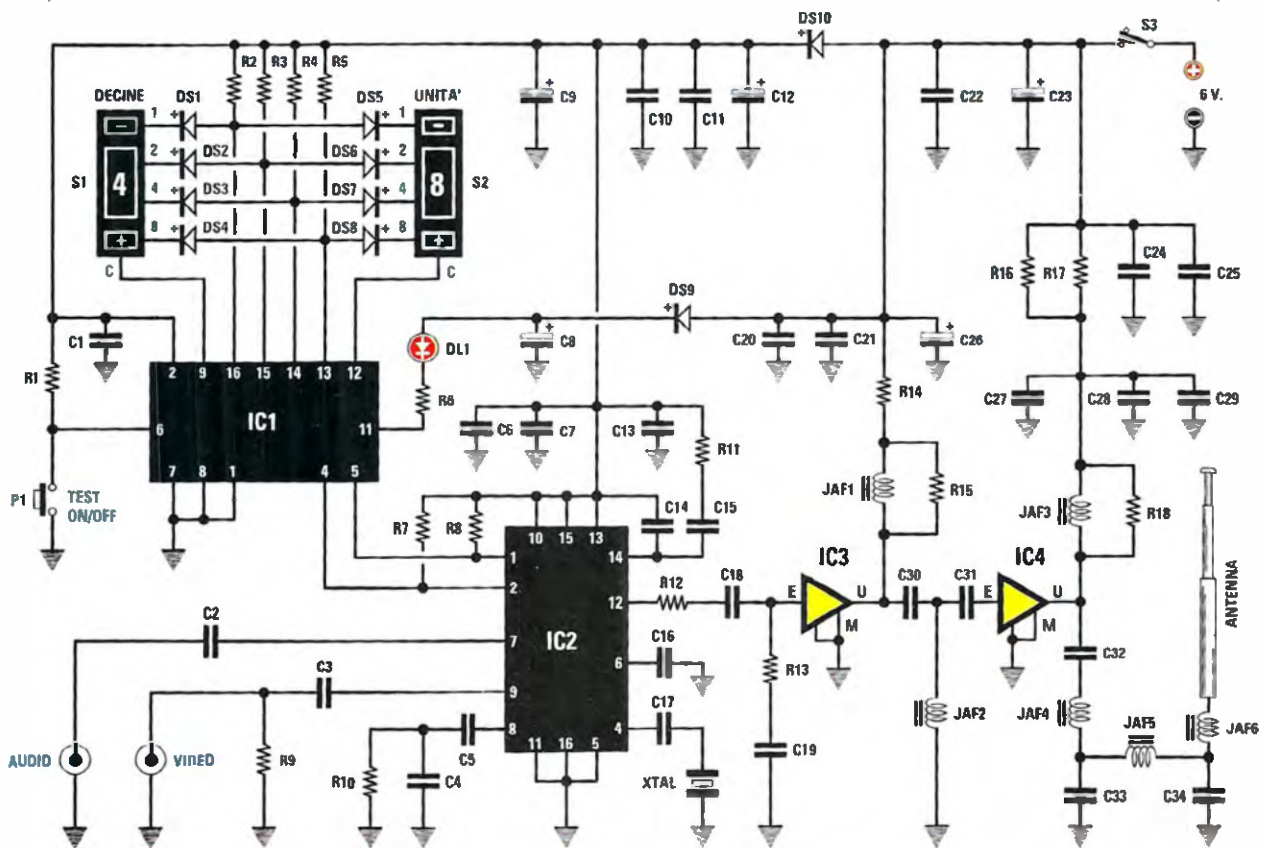 DS10
S3
6 V.
R2 R3 R4 R5
C9
C10
C11
C12
C22
C23
DECINE
UNITA'
DS1
DS5
1
1
2
DS2
DS6
2
S1
4
8
S2
4
DS3
DS7
4
8
DS4
DS8
8
C
C
R16
R17
C24
C25
DS9
C1
DL1
C8
C20
C21
C26
R1
2 9 16 15 14 13 12
R6
R14
C27
C28
C29
6
IC1
11
C6
C7
C13
R11
7 8 1 4 5
P1
TEST
ON/OFF
JAF1
R15
JAF3
R18
R7
R8
C14
C15
10 15 13
1
14
2
IC3
IC4
R12
C18
C30
C31
E
U
E
U
12
M
M
ANTENNA
C2
7
IC2
C16
6
C32
C3
9
R13
C17
JAF2
JAF4
JAF5
JAF6
8
4
C5
11 16 5
AUDIO
VIDEO
R9
R10
C4
XTAL
C19
C33
C34